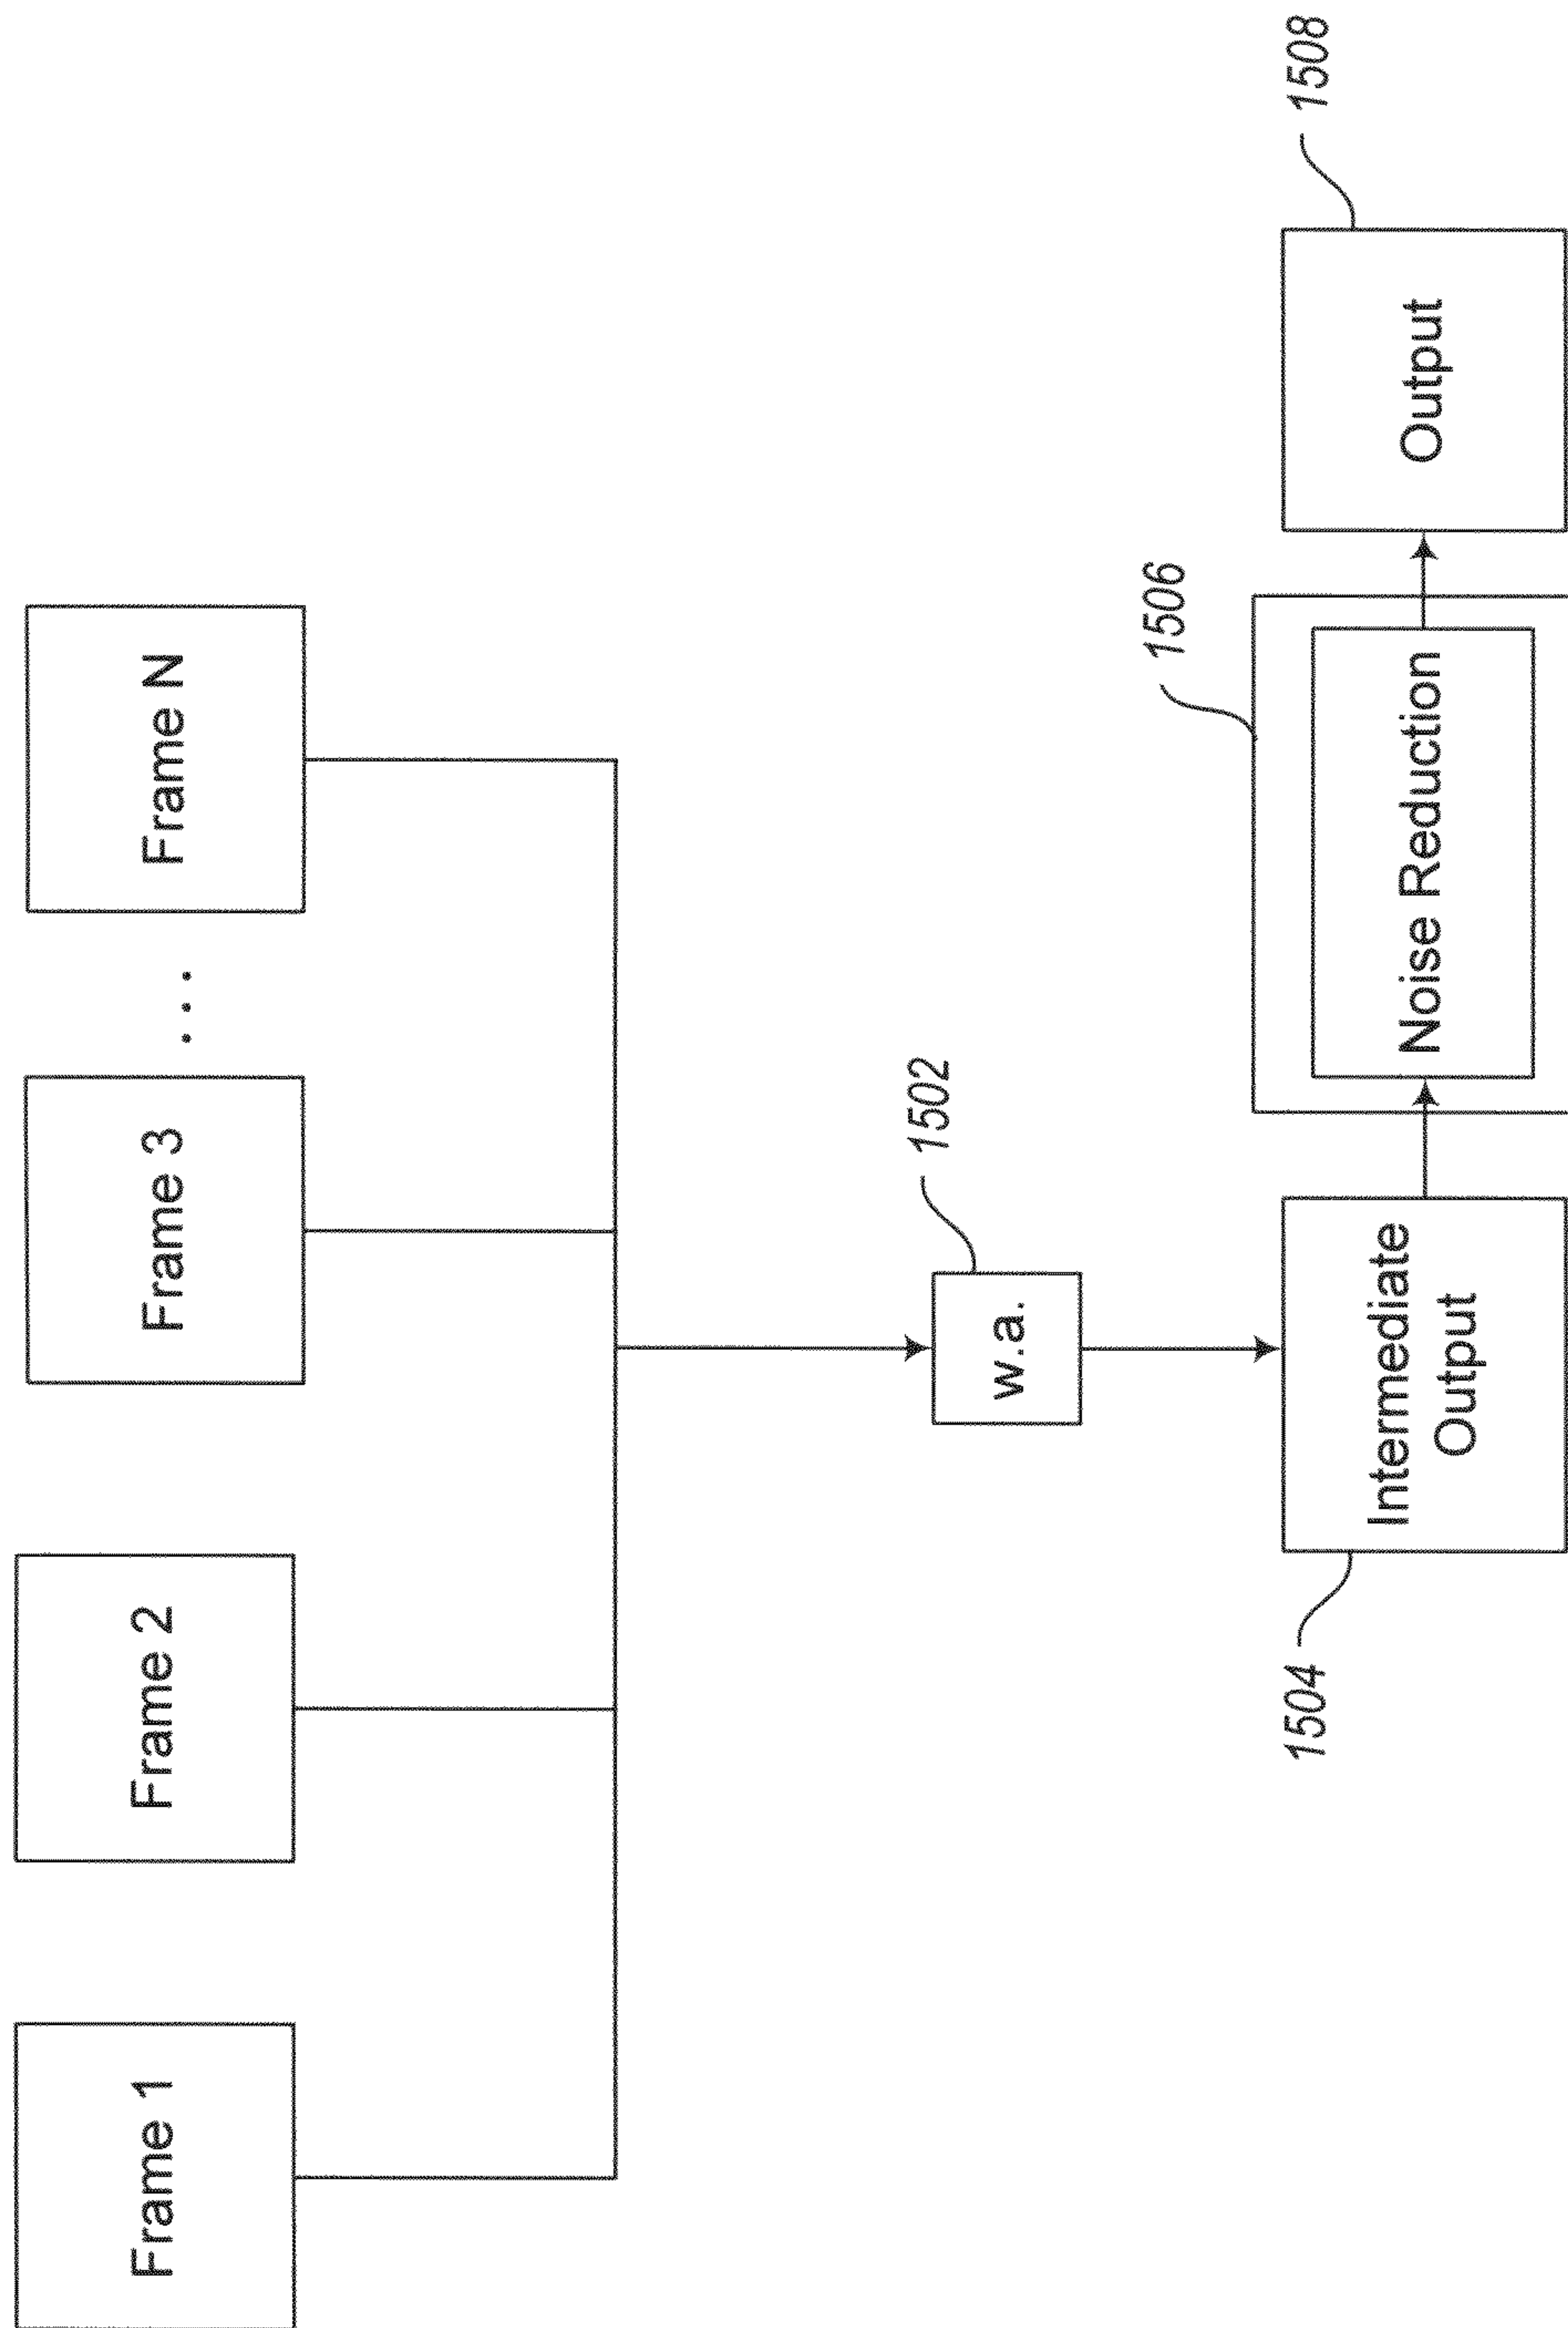 Frame 1
Frame 2
Frame 3
...
Frame N
1502
w.a.
1504
Intermediate
Output
1506
Noise Reduction
1508
Output